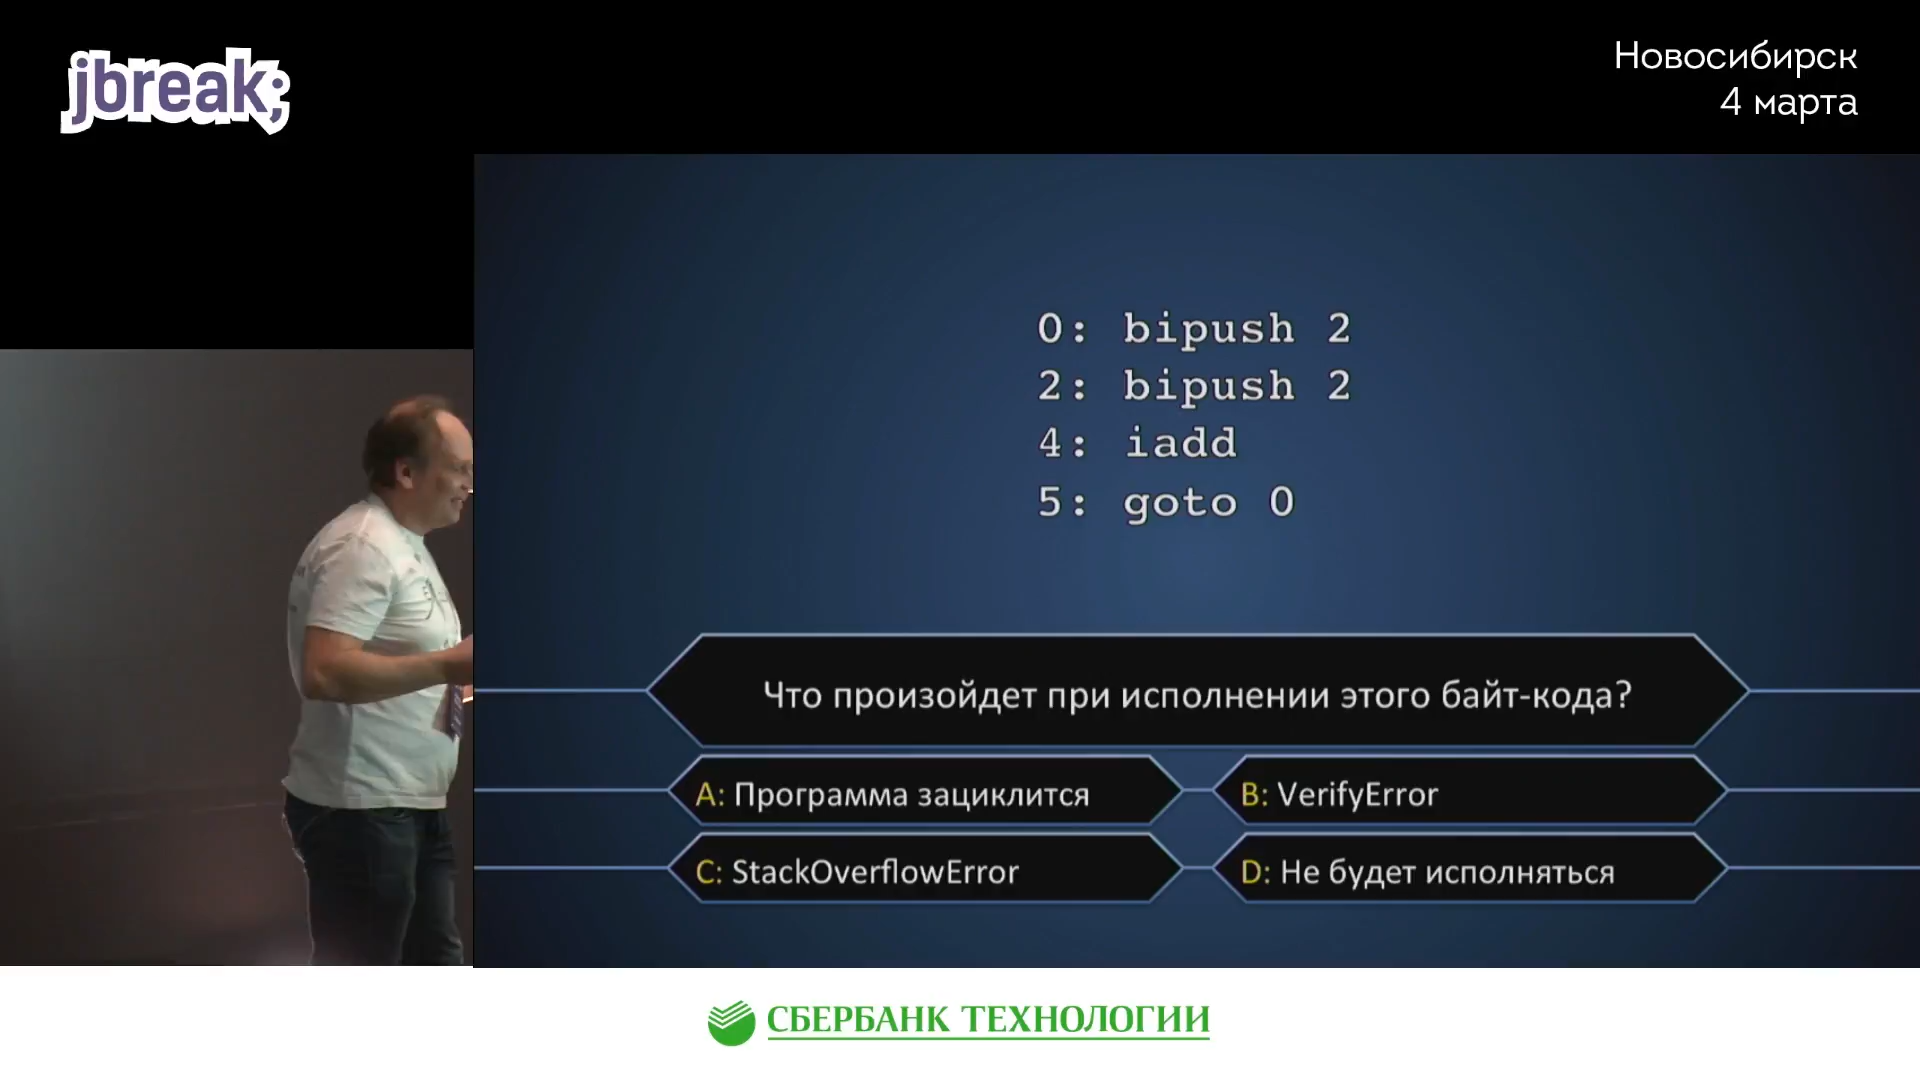 jbreak;
Новосибирск
4 марта
0: bipush 2
2: bipush 2
4: iadd
5: goto 0
Что произойдет при исполнении этого байт-кода?
A: Программа зациклится
B: VerifyError
C: StackOverflowError
D: Не будет исполняться
СБЕРБАНК ТЕХНОЛОГИИ